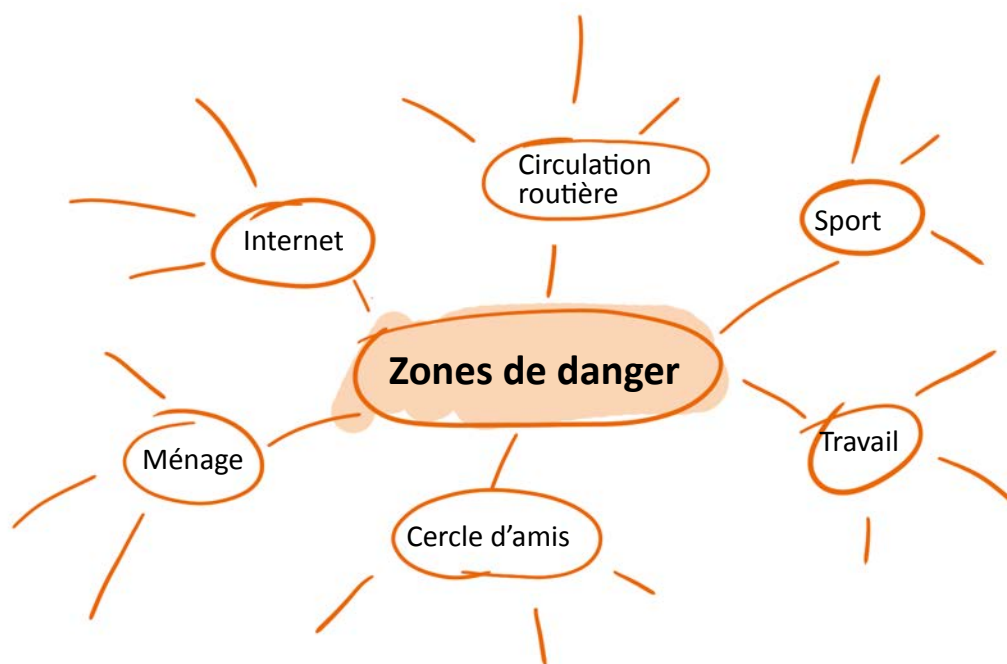 Circulation
routière
Sport
Internet
Zones de danger
Travail
Ménage
Cercle d'amis